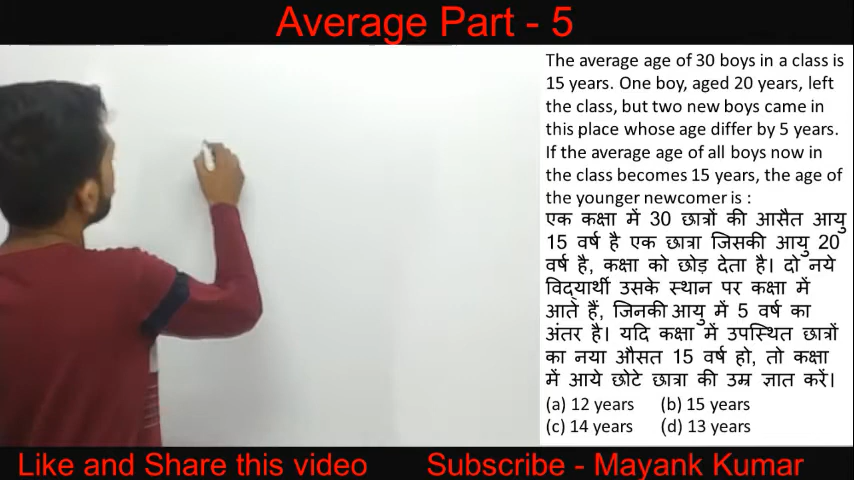 Average Part - 5
The average age of 30 boys in a class is
15 years. One boy, aged 20 years, left
the class, but two new boys came in
this place whose age differ by 5 years.
If the average age of all boys now in
the class becomes 15 years, the age of
the younger newcomer is :
एक कक्षा में 30 छात्रों की आसैत आयु
15 वर्ष है एक छात्रा जिसकी आयु 20
वर्ष है, कक्षा को छोड़ देता है। दो नये
विद्यार्थी उसके स्थान पर कक्षा में
आते हैं, जिनकी आयु में 5 वर्ष का
अंतर है। यदि कक्षा में उपस्थित छात्रों
का नया औसत 15 वर्ष हो, तो कक्षा
में आये छोटे छात्रा की उम्र ज्ञात करें।
(a) 12 years (b) 15 years
(c) 14 years (d) 13 years
Like and Share this video Subscribe - Mayank Kumar